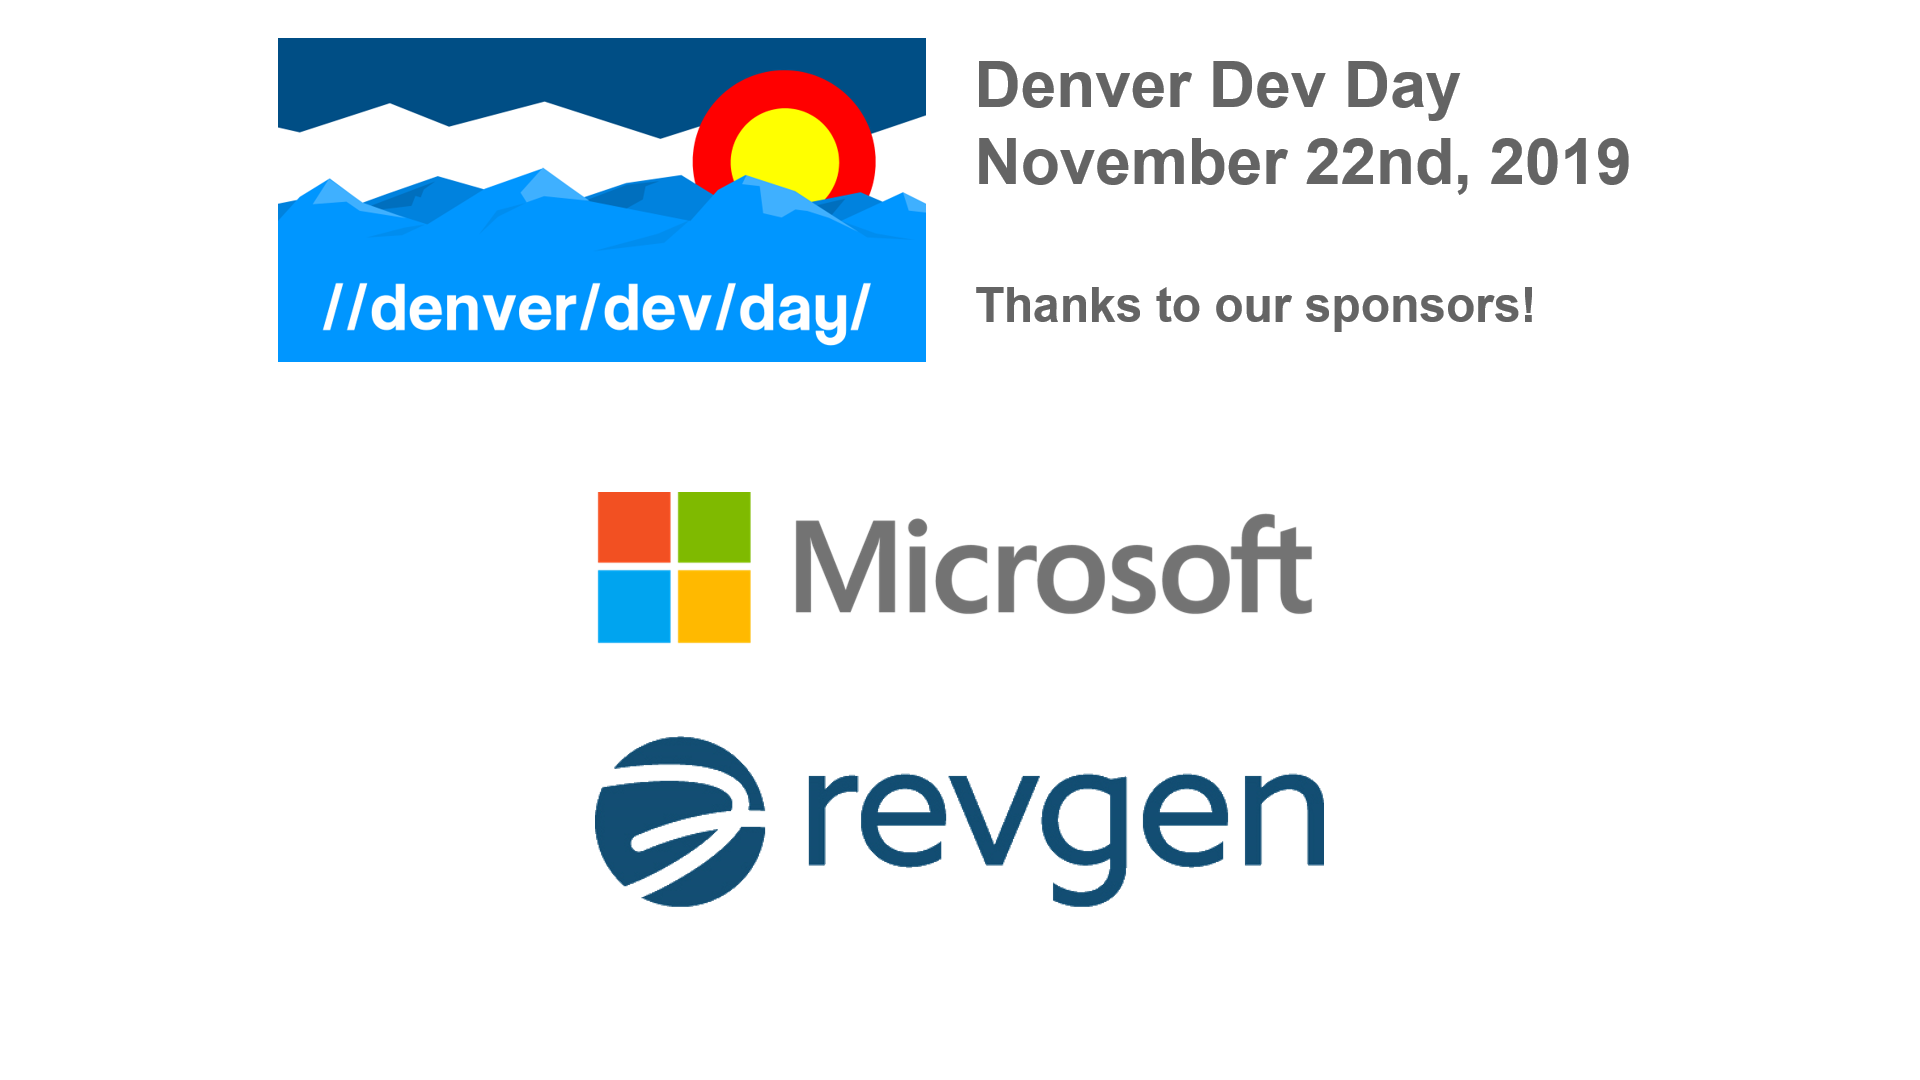 //denver/dev/day/
Denver Dev Day
November 22nd, 2019
Thanks to our sponsors!
Microsoft
revgen